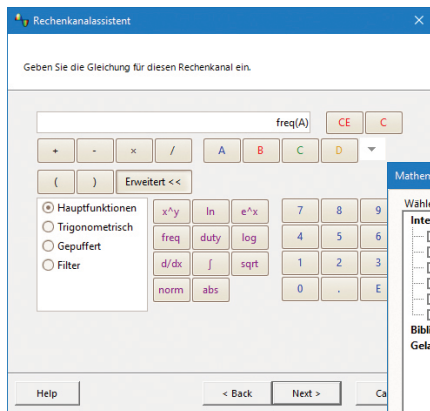 Rechenkanalassistent
Geben Sie die Gleichung für diesen Rechenkanal ein.
freq(A) CE C
+ - × / A B C D
( ) Erweitert <<
Hauptfunktionen x^y ln e^x 7 8 9
Trigonometrisch freq duty log 4 5 6
Gepuffert d/dx ∫ sqrt 1 2 3
Filter norm abs 0 . E
Mathem
Wähle
Inte
Bibli
Gela
Help < Back Next > Ca